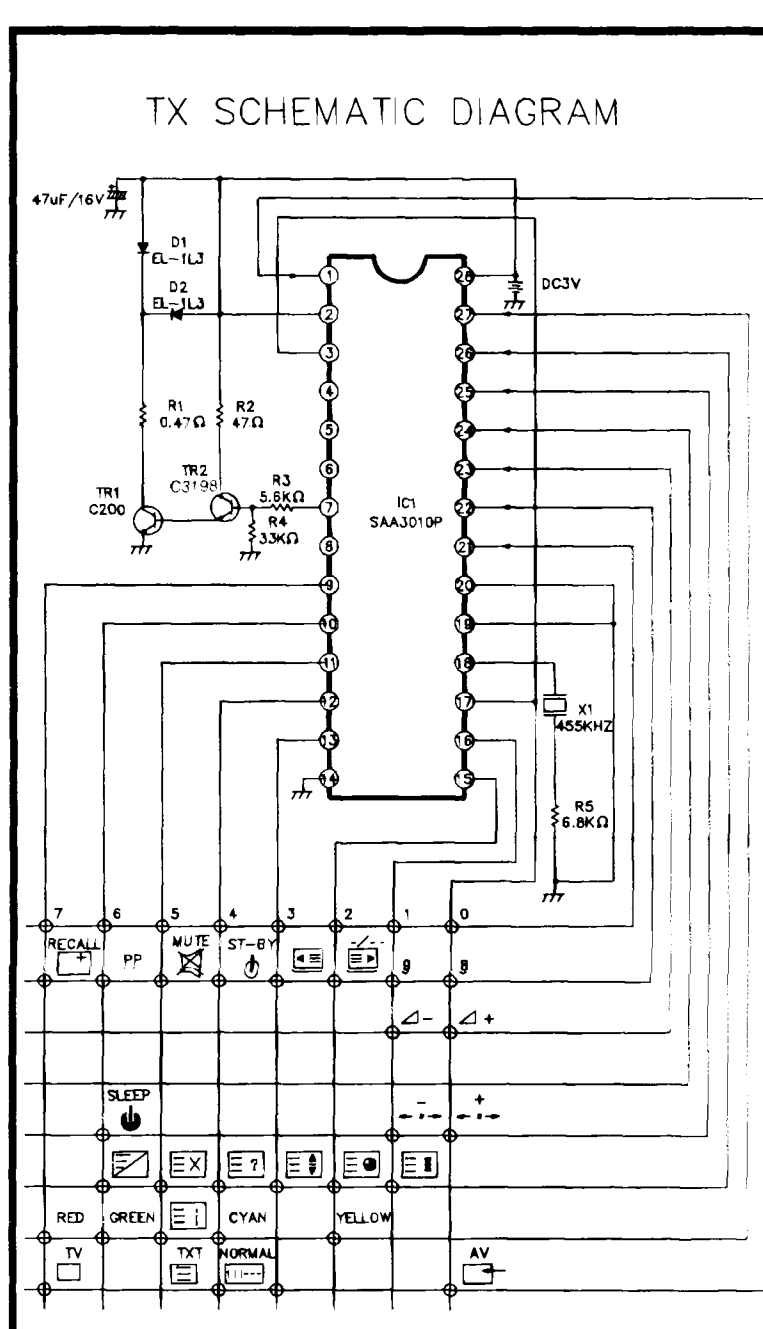 TX SCHEMATIC DIAGRAM
47uF/16V
D1
EL-1L3
D2
EL-1L3
R1
0.47Ω
R2
47Ω
TR1
C200
TR2
C3198
R3
5.6KΩ
R4
33KΩ
IC1
SAA3010P
DC3V
X1
455KHZ
R5
6.8KΩ
1
2
3
4
5
6
7
8
9
10
11
12
13
14
28
27
26
25
24
23
22
21
20
19
18
17
16
15
7 6 5 4 3 2 1 0
RECALL PP MUTE ST-BY -/-- 9 8
- +
SLEEP - +
X ?
RED GREEN i CYAN YELLOW
TV TXT NORMAL AV